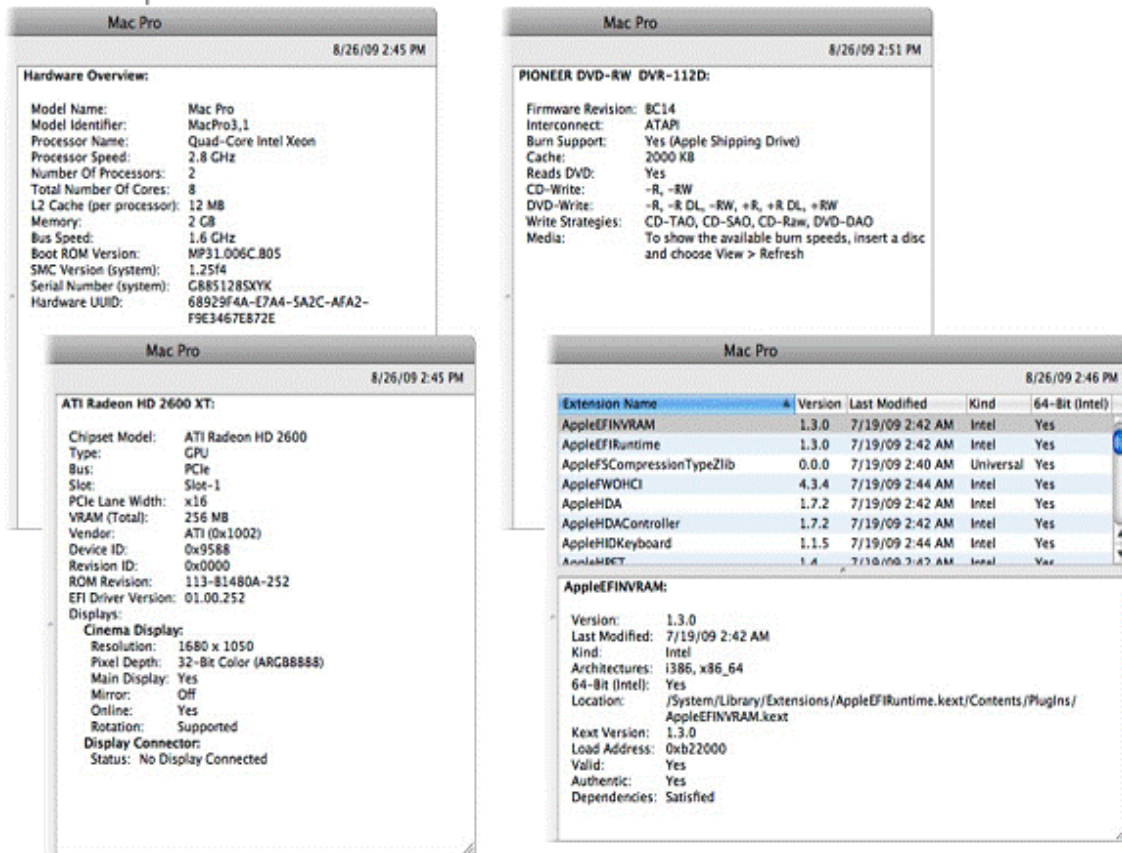 Mac Pro
8/26/09 2:45 PM
Hardware Overview:
Model Name: Mac Pro
Model Identifier: MacPro3,1
Processor Name: Quad-Core Intel Xeon
Processor Speed: 2.8 GHz
Number Of Processors: 2
Total Number Of Cores: 8
L2 Cache (per processor): 12 MB
Memory: 2 GB
Bus Speed: 1.6 GHz
Boot ROM Version: MP31.006C.B05
SMC Version (system): 1.25f4
Serial Number (system): G885128SXYK
Hardware UUID: 68929F4A-E7A4-5A2C-AFA2-
F9E3467E872E
Mac Pro
8/26/09 2:51 PM
PIONEER DVD-RW DVR-112D:
Firmware Revision: BC14
Interconnect: ATAPI
Burn Support: Yes (Apple Shipping Drive)
Cache: 2000 KB
Reads DVD: Yes
CD-Write: -R, -RW
DVD-Write: -R, -R DL, -RW, +R, +R DL, +RW
Write Strategies: CD-TAO, CD-SAO, CD-Raw, DVD-DAO
Media: To show the available burn speeds, insert a disc
and choose View > Refresh
Mac Pro
8/26/09 2:45 PM
ATI Radeon HD 2600 XT:
Chipset Model: ATI Radeon HD 2600
Type: GPU
Bus: PCIe
Slot: Slot-1
PCIe Lane Width: x16
VRAM (Total): 256 MB
Vendor: ATI (0x1002)
Device ID: 0x9588
Revision ID: 0x0000
ROM Revision: 113-B1480A-252
EFI Driver Version: 01.00.252
Displays:
Cinema Display:
Resolution: 1680 x 1050
Pixel Depth: 32-Bit Color (ARGB8888)
Main Display: Yes
Mirror: Off
Online: Yes
Rotation: Supported
Display Connector:
Status: No Display Connected
Mac Pro
8/26/09 2:46 PM
Extension Name Version Last Modified Kind 64-Bit (Intel)
AppleEFINVRAM 1.3.0 7/19/09 2:42 AM Intel Yes
AppleEFIRuntime 1.3.0 7/19/09 2:42 AM Intel Yes
AppleFSCompressionTypeZlib 0.0.0 7/19/09 2:40 AM Universal Yes
AppleFWOHCI 4.3.4 7/19/09 2:44 AM Intel Yes
AppleHDA 1.7.2 7/19/09 2:42 AM Intel Yes
AppleHDAController 1.7.2 7/19/09 2:42 AM Intel Yes
AppleHIDKeyboard 1.1.5 7/19/09 2:44 AM Intel Yes
AppleHPET 1.4 7/19/09 2:42 AM Intel Yes
AppleEFINVRAM:
Version: 1.3.0
Last Modified: 7/19/09 2:42 AM
Kind: Intel
Architectures: i386, x86_64
64-Bit (Intel): Yes
Location: /System/Library/Extensions/AppleEFIRuntime.kext/Contents/PlugIns/
AppleEFINVRAM.kext
Kext Version: 1.3.0
Load Address: 0xb22000
Valid: Yes
Authentic: Yes
Dependencies: Satisfied